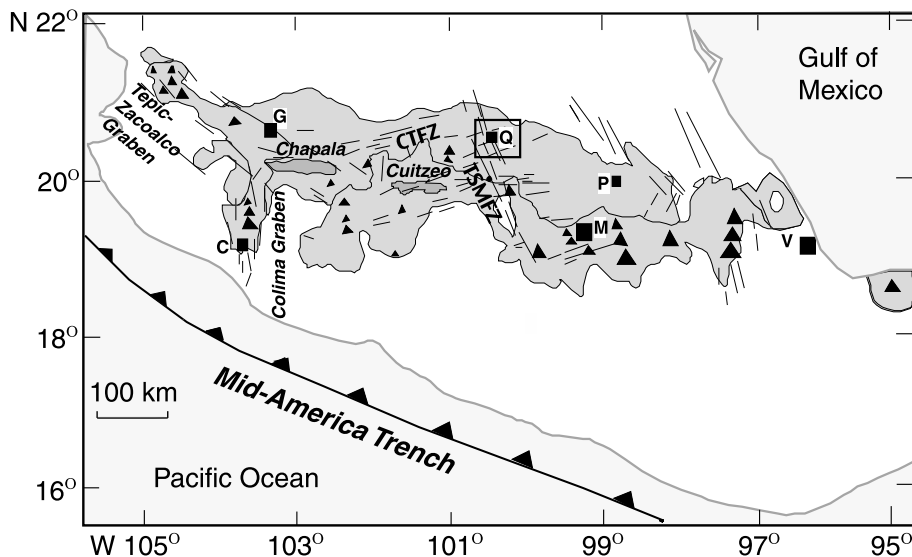 N 22°
Gulf of
Mexico
Tepic-
Zacoalco
Graben
G
CTFZ
Q
Chapala
Cuitzeo
20°
T-SMFZ
P
M
V
C
Colima Graben
18°
100 km
Mid-America Trench
Pacific Ocean
16°
W 105° 103° 101° 99° 97° 95°